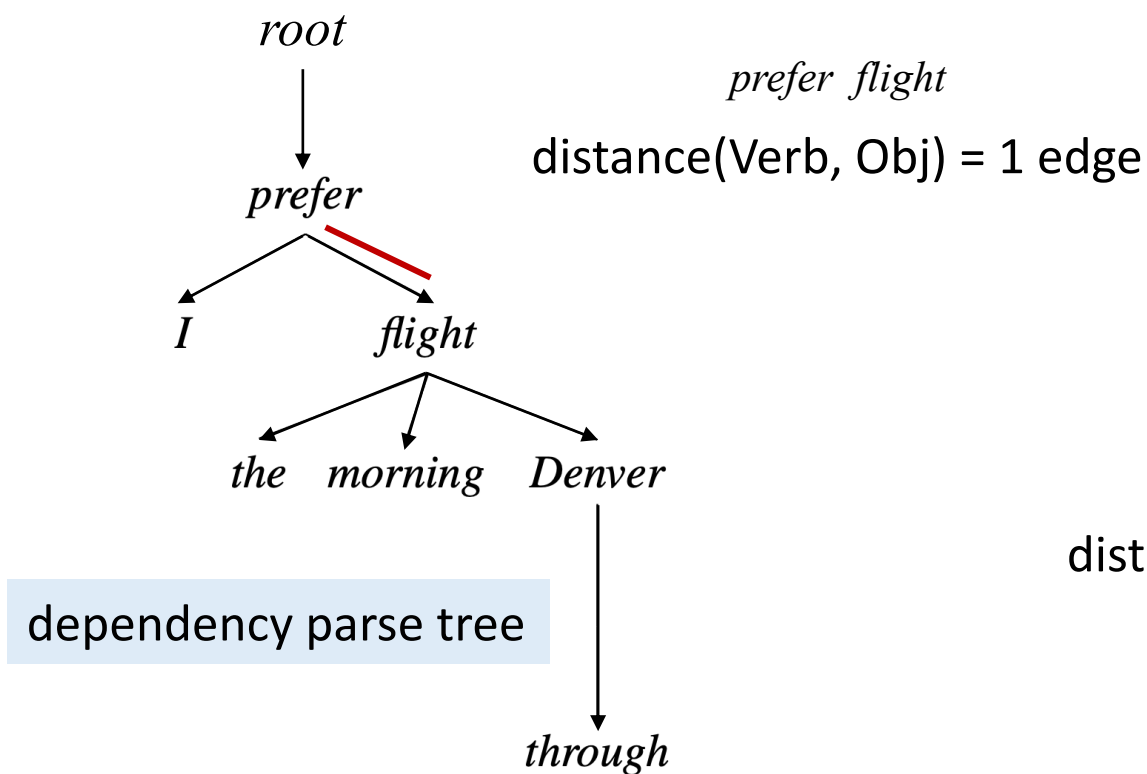 root
prefer flight
distance(Verb, Obj) = 1 edge
prefer
I flight
the morning Denver
dist
dependency parse tree
through